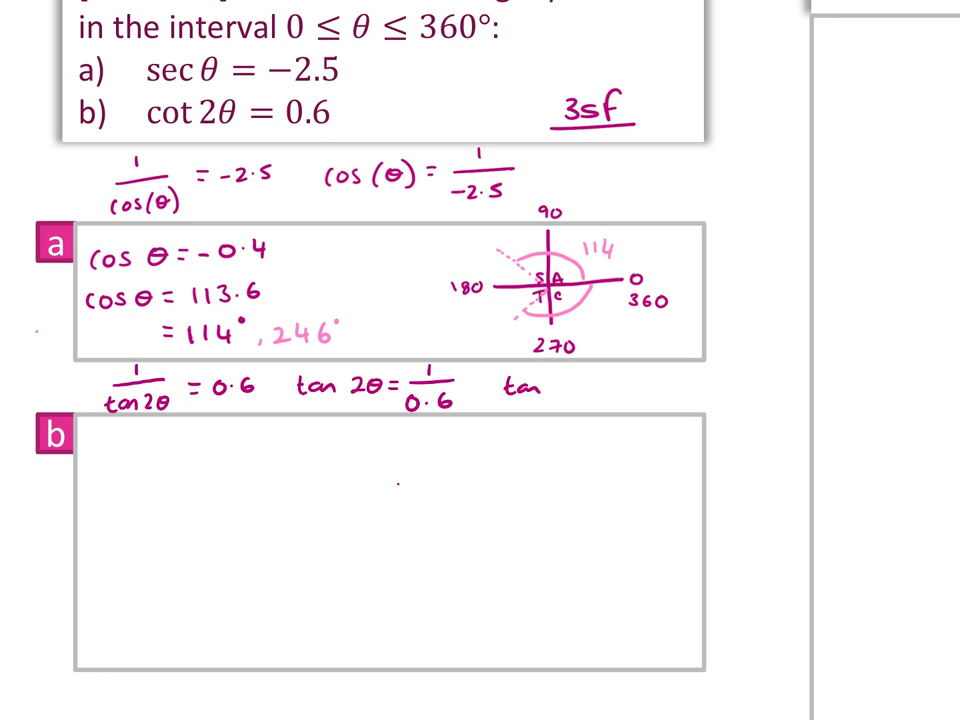 in the interval 0 ≤ θ ≤ 360°:
a) sec θ = −2.5
b) cot 2θ = 0.6
3sf
1/cos(θ) = -2.5 cos(θ) = 1/-2.5
a
cos θ = -0.4
cos θ = 113.6
= 114°, 246°
90
114
S A
180
0
T C
360
270
1/tan2θ = 0.6 tan 2θ = 1/0.6 tan
b